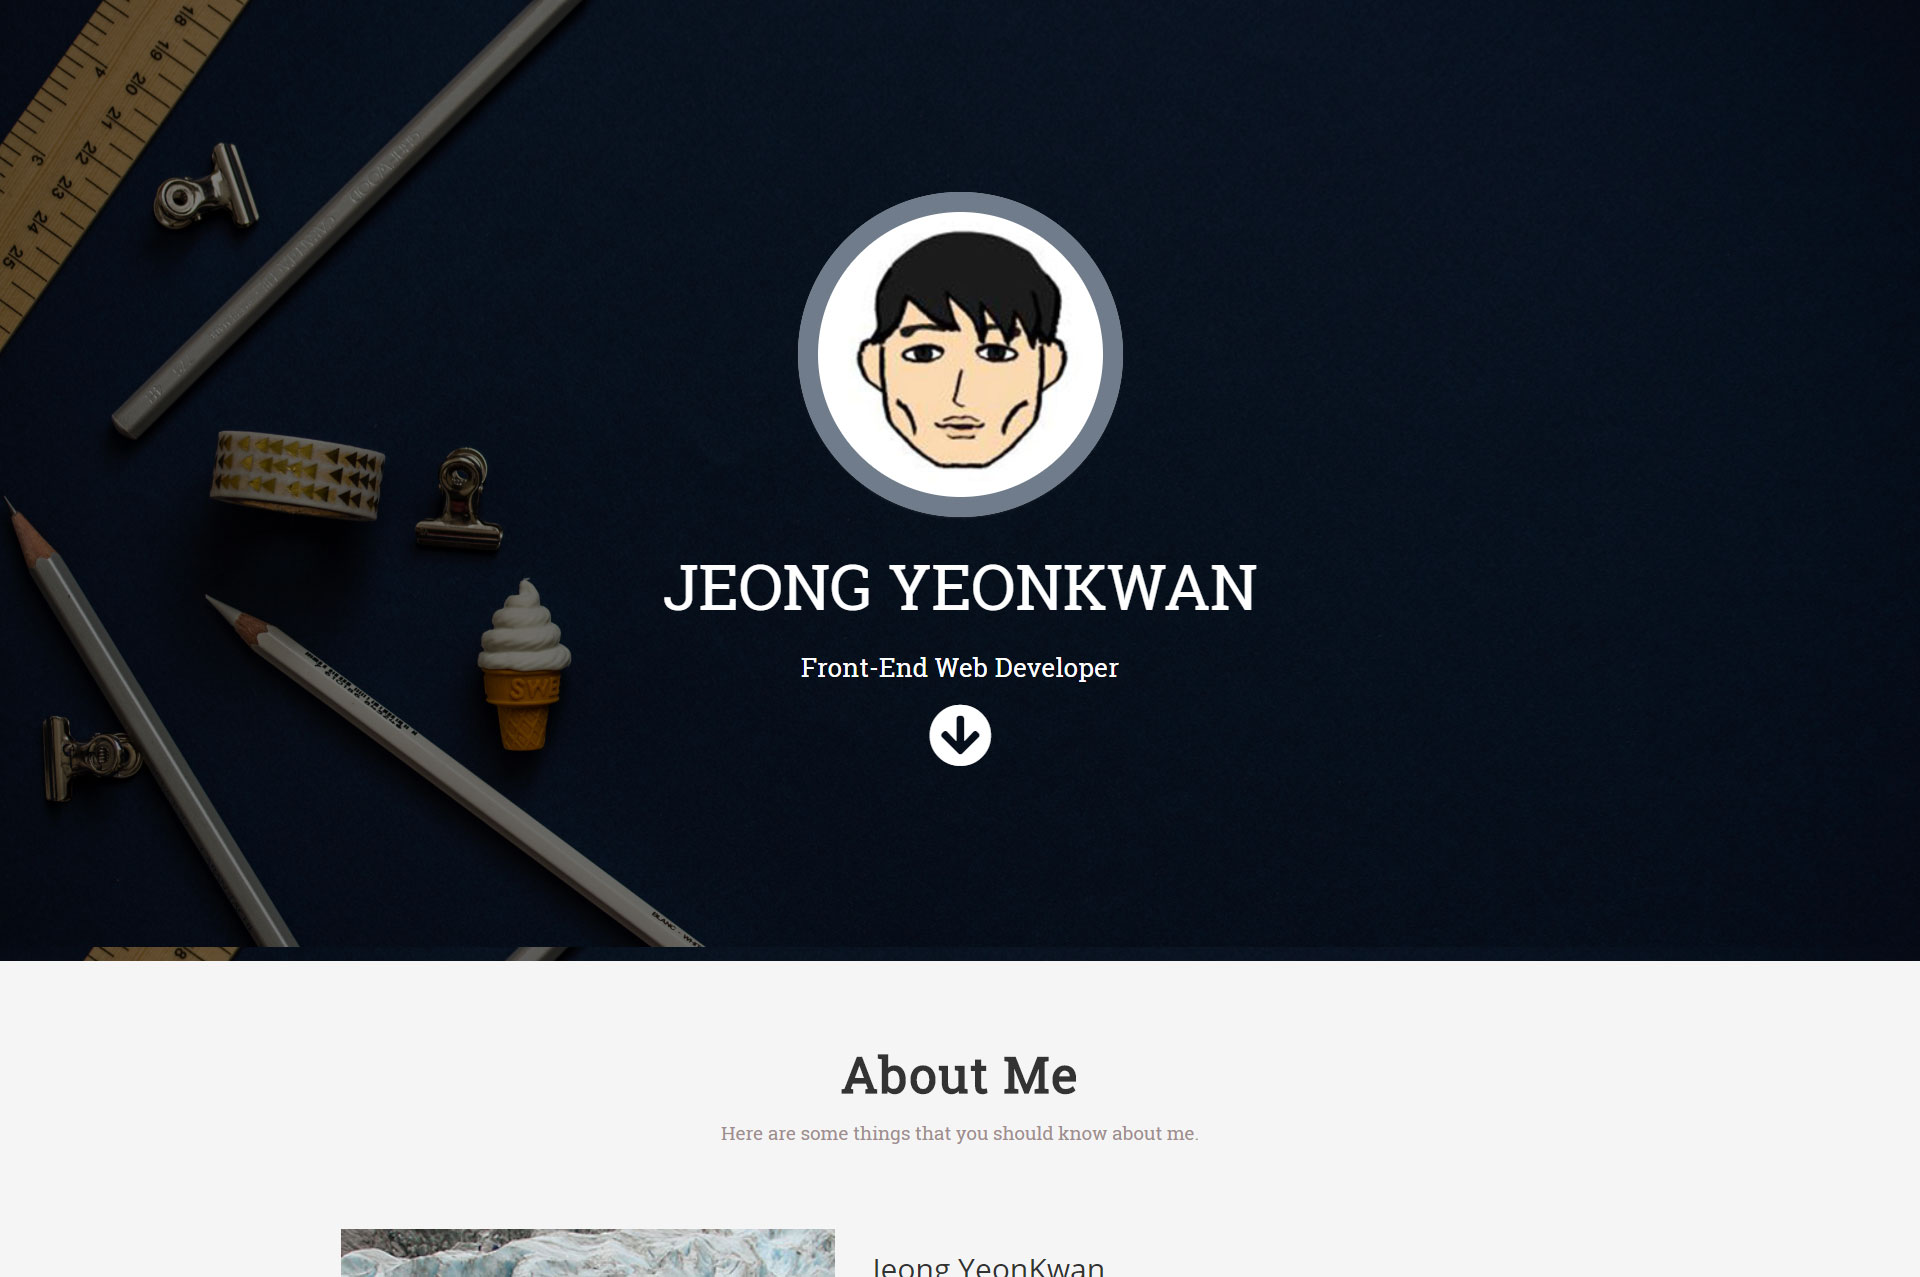 JEONG YEONKWAN
Front-End Web Developer
SWE
About Me
Here are some things that you should know about me.
Jeong YeonKwan